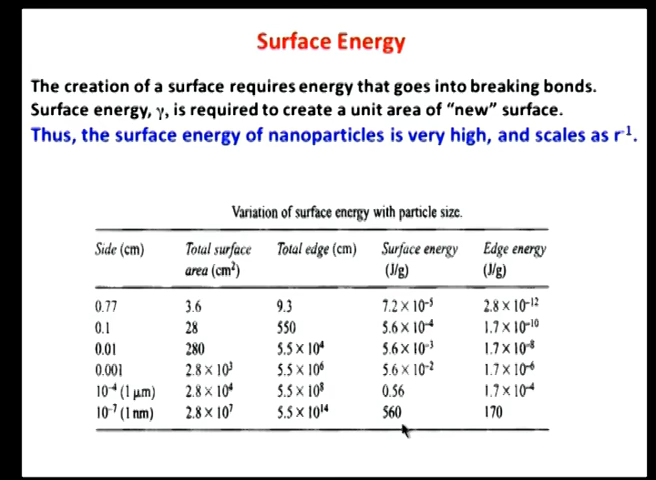 Surface Energy
The creation of a surface requires energy that goes into breaking bonds.
Surface energy, γ, is required to create a unit area of “new” surface.
Thus, the surface energy of nanoparticles is very high, and scales as r⁻¹.
Variation of surface energy with particle size.
Side (cm) Total surface area (cm²) Total edge (cm) Surface energy (J/g) Edge energy (J/g)
0.77 3.6 9.3 7.2 × 10⁻⁵ 2.8 × 10⁻¹²
0.1 28 550 5.6 × 10⁻⁴ 1.7 × 10⁻¹⁰
0.01 280 5.5 × 10⁴ 5.6 × 10⁻³ 1.7 × 10⁻⁸
0.001 2.8 × 10³ 5.5 × 10⁶ 5.6 × 10⁻² 1.7 × 10⁻⁶
10⁻⁴ (1 μm) 2.8 × 10⁴ 5.5 × 10⁸ 0.56 1.7 × 10⁻⁴
10⁻⁷ (1 nm) 2.8 × 10⁷ 5.5 × 10¹⁴ 560 170